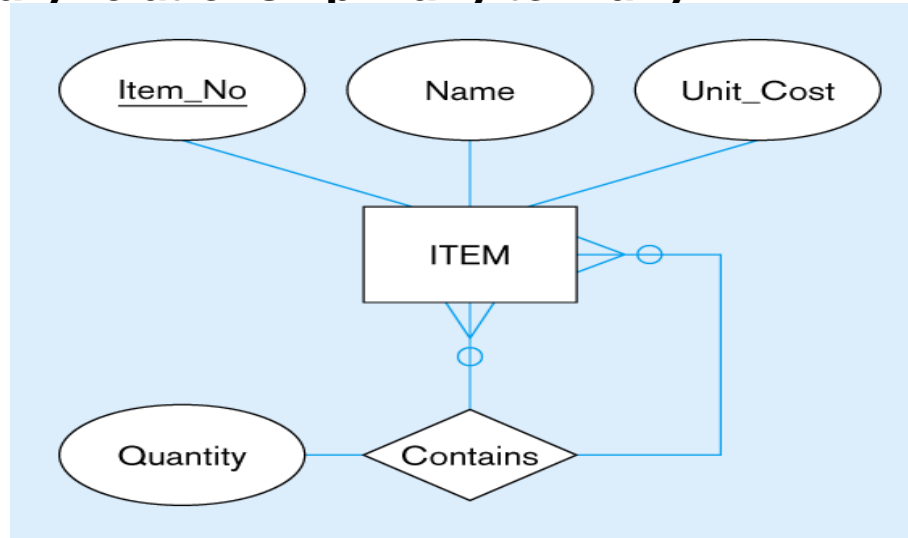 Item_No
Name
Unit_Cost
ITEM
Quantity
Contains